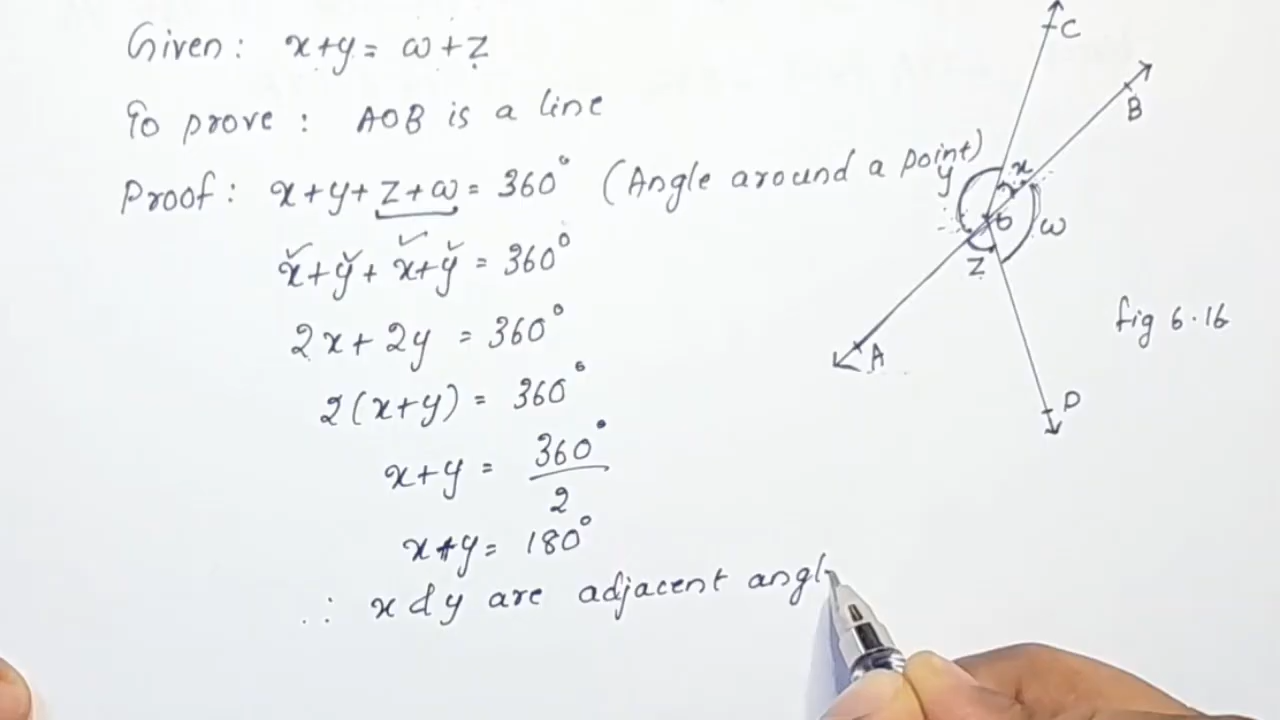 Given: x+y = ω+z
To prove: AOB is a line
Proof: x+y+z+ω = 360° (Angle around a point)
x+y+x+y = 360°
2x+2y = 360°
2(x+y) = 360°
x+y = 360°/2
x+y = 180°
∴ x & y are adjacent angl
C
B
y
x
O
ω
z
fig 6.16
A
D